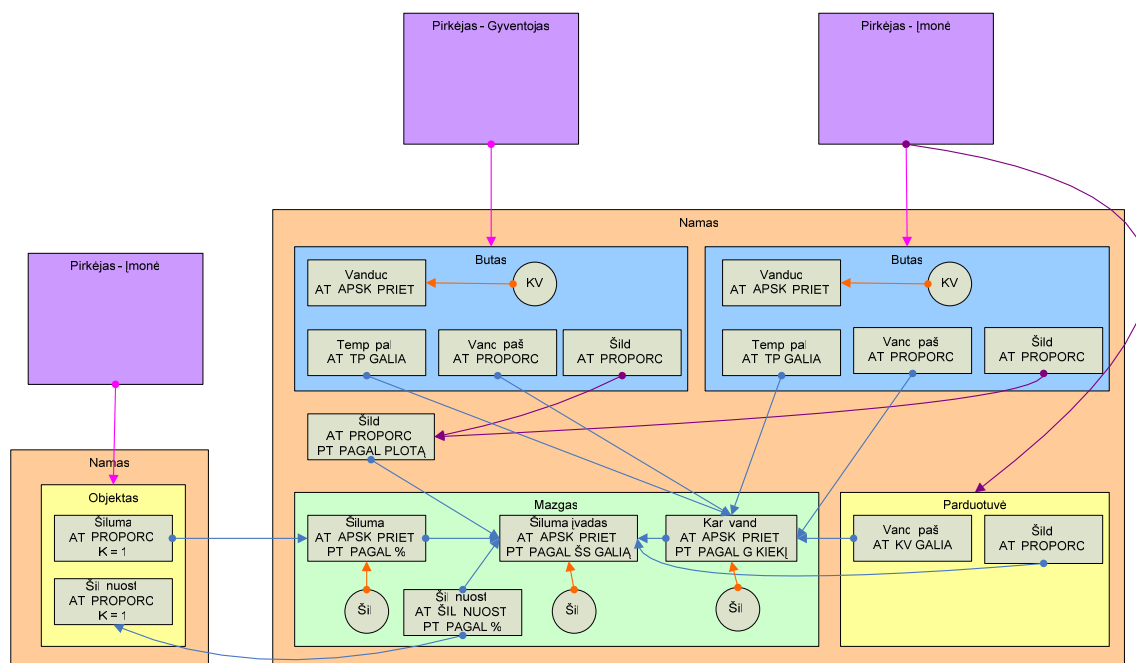 Pirkėjas - Gyventojas
Pirkėjas - Įmonė
Pirkėjas - Įmonė
Namas
Butas
Vanduc
AT APSK PRIET
KV
Temp pal
AT TP GALIA
Vanc paš
AT PROPORC
Šild
AT PROPORC
Butas
Vanduc
AT APSK PRIET
KV
Temp pal
AT TP GALIA
Vanc paš
AT PROPORC
Šild
AT PROPORC
Šild
AT PROPORC
PT PAGAL PLOTĄ
Namas
Objektas
Šiluma
AT PROPORC
K = 1
Šil nuost
AT PROPORC
K = 1
Mazgas
Šiluma
AT APSK PRIET
PT PAGAL %
Šiluma įvadas
AT APSK PRIET
PT PAGAL ŠS GALIĄ
Kar vand
AT APSK PRIET
PT PAGAL G KIEKĮ
Šil
Šil nuost
AT ŠIL NUOST
PT PAGAL %
Šil
Šil
Parduotuvė
Vanc paš
AT KV GALIA
Šild
AT PROPORC